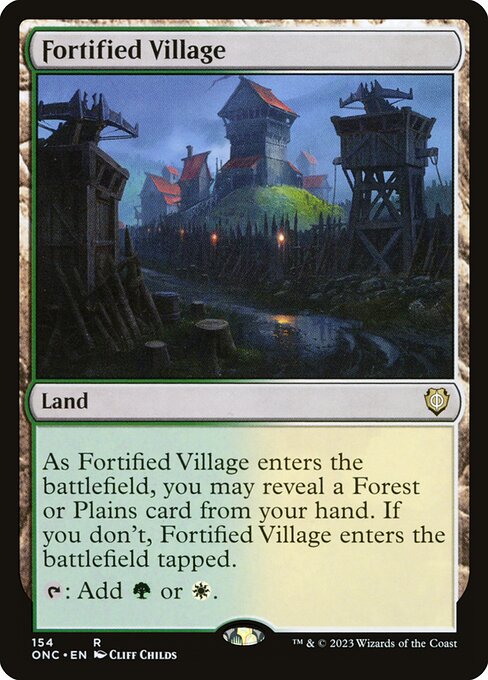 Fortified Village
Land
As Fortified Village enters the
battlefield, you may reveal a Forest
or Plains card from your hand. If
you don't, Fortified Village enters the
battlefield tapped.
: Add or .
154 R
ONC • EN Cliff Childs
™ & © 2023 Wizards of the Coast